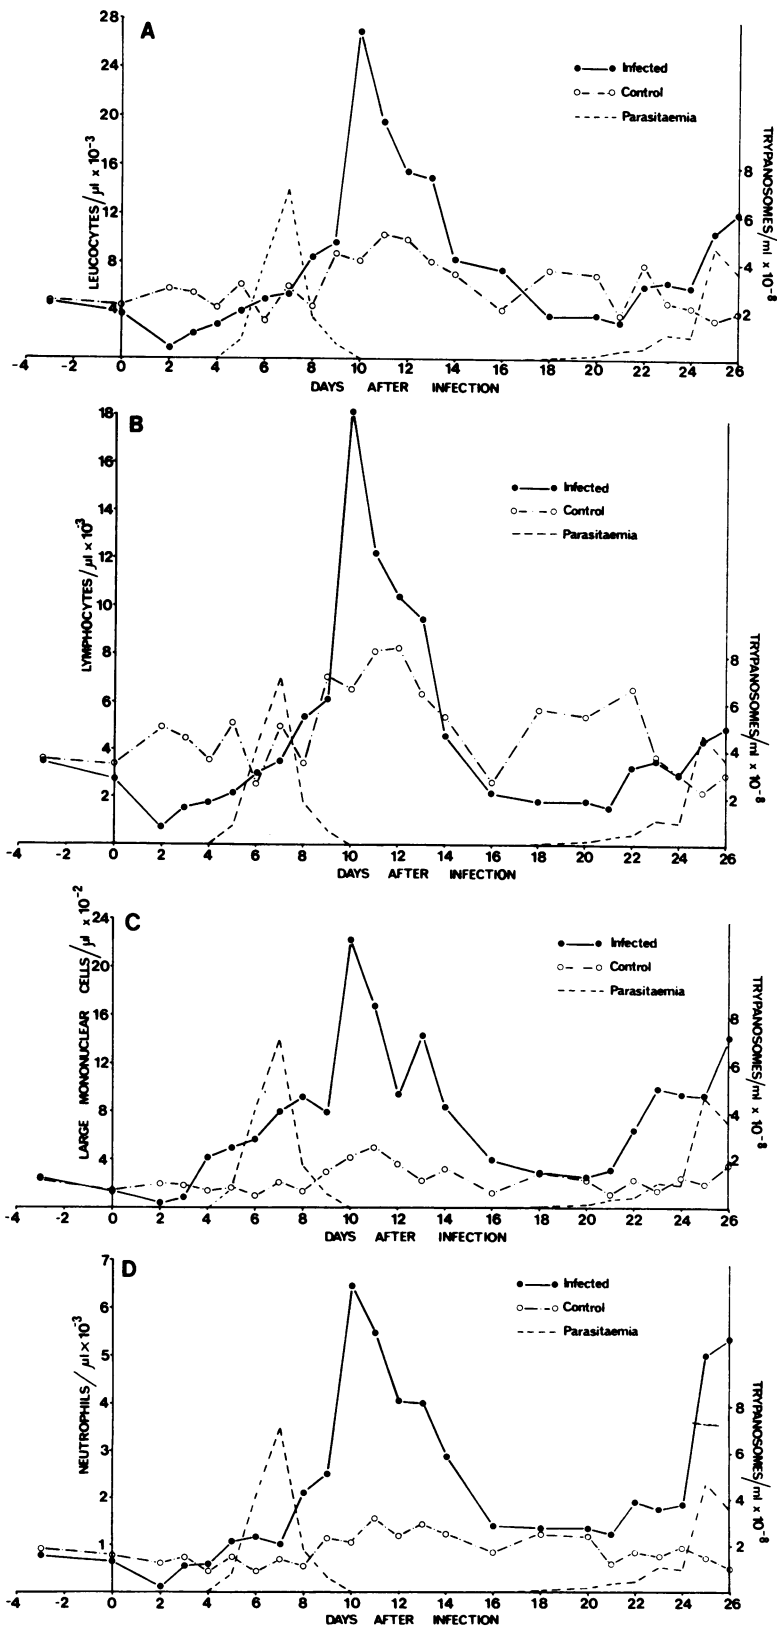 A
28
24
20
16
12
8
4
LEUCOCYTES/µl x 10-3
Infected
Control
Parasitaemia
8
6
4
2
TRYPANOSOMES/ml x 10-8
-4 -2 0 2 4 6 8 10 12 14 16 18 20 22 24 26
DAYS AFTER INFECTION
B
18
16
14
12
10
8
6
4
2
LYMPHOCYTES/µl x 10-3
Infected
Control
Parasitaemia
8
6
4
2
TRYPANOSOMES/ml x 10-8
-4 -2 0 2 4 6 8 10 12 14 16 18 20 22 24 26
DAYS AFTER INFECTION
C
24
20
16
12
8
4
LARGE MONONUCLEAR CELLS/µl x 10-2
Infected
Control
Parasitaemia
8
6
4
2
TRYPANOSOMES/ml x 10-8
-4 -2 0 2 4 6 8 10 12 14 16 18 20 22 24 26
DAYS AFTER INFECTION
D
7
6
5
4
3
2
1
NEUTROPHILS/µl x 10-3
Infected
Control
Parasitaemia
8
6
4
2
TRYPANOSOMES/ml x 10-8
-4 -2 0 2 4 6 8 10 12 14 16 18 20 22 24 26
DAYS AFTER INFECTION